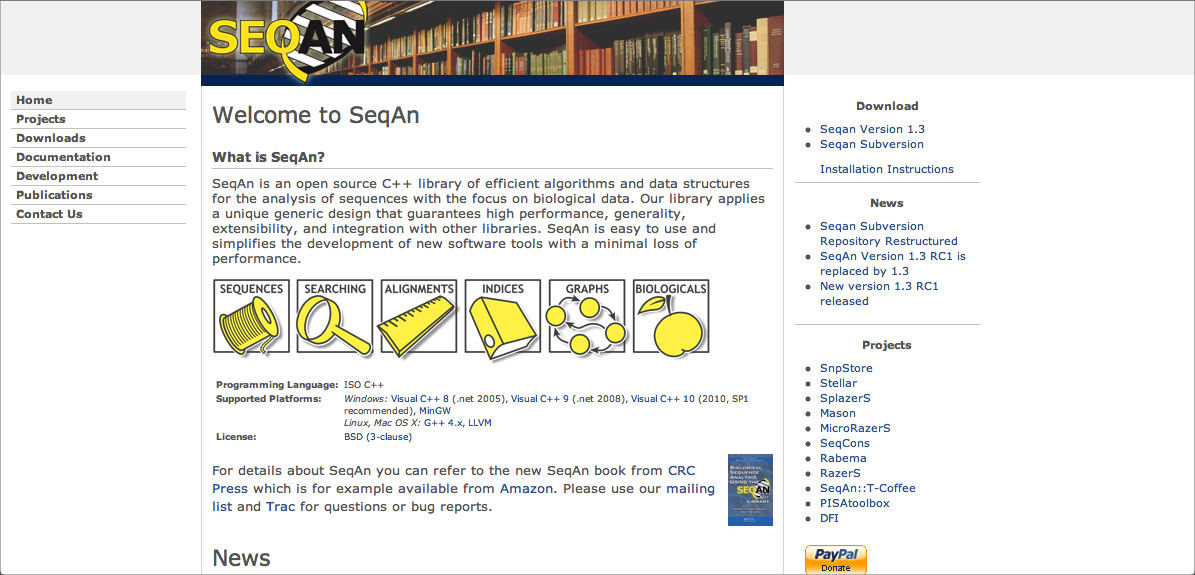 SEQAN
Home
Projects
Downloads
Documentation
Development
Publications
Contact Us
Welcome to SeqAn
What is SeqAn?
SeqAn is an open source C++ library of efficient algorithms and data structures
for the analysis of sequences with the focus on biological data. Our library applies
a unique generic design that guarantees high performance, generality,
extensibility, and integration with other libraries. SeqAn is easy to use and
simplifies the development of new software tools with a minimal loss of
performance.
SEQUENCES
SEARCHING
ALIGNMENTS
INDICES
GRAPHS
BIOLOGICALS
Programming Language: ISO C++
Supported Platforms: Windows: Visual C++ 8 (.net 2005), Visual C++ 9 (.net 2008), Visual C++ 10 (2010, SP1
recommended), MinGW
Linux, Mac OS X: G++ 4.x, LLVM
License: BSD (3-clause)
For details about SeqAn you can refer to the new SeqAn book from CRC
Press which is for example available from Amazon. Please use our mailing
list and Trac for questions or bug reports.
BIOLOGICAL
SEQUENCE
ANALYSIS
USING THE
SEQAN
C++
LIBRARY
News
Download
Seqan Version 1.3
Seqan Subversion
Installation Instructions
News
Seqan Subversion
Repository Restructured
SeqAn Version 1.3 RC1 is
replaced by 1.3
New version 1.3 RC1
released
Projects
SnpStore
Stellar
SplazerS
Mason
MicroRazerS
SeqCons
Rabema
RazerS
SeqAn::T-Coffee
PISAtoolbox
DFI
PayPal
Donate